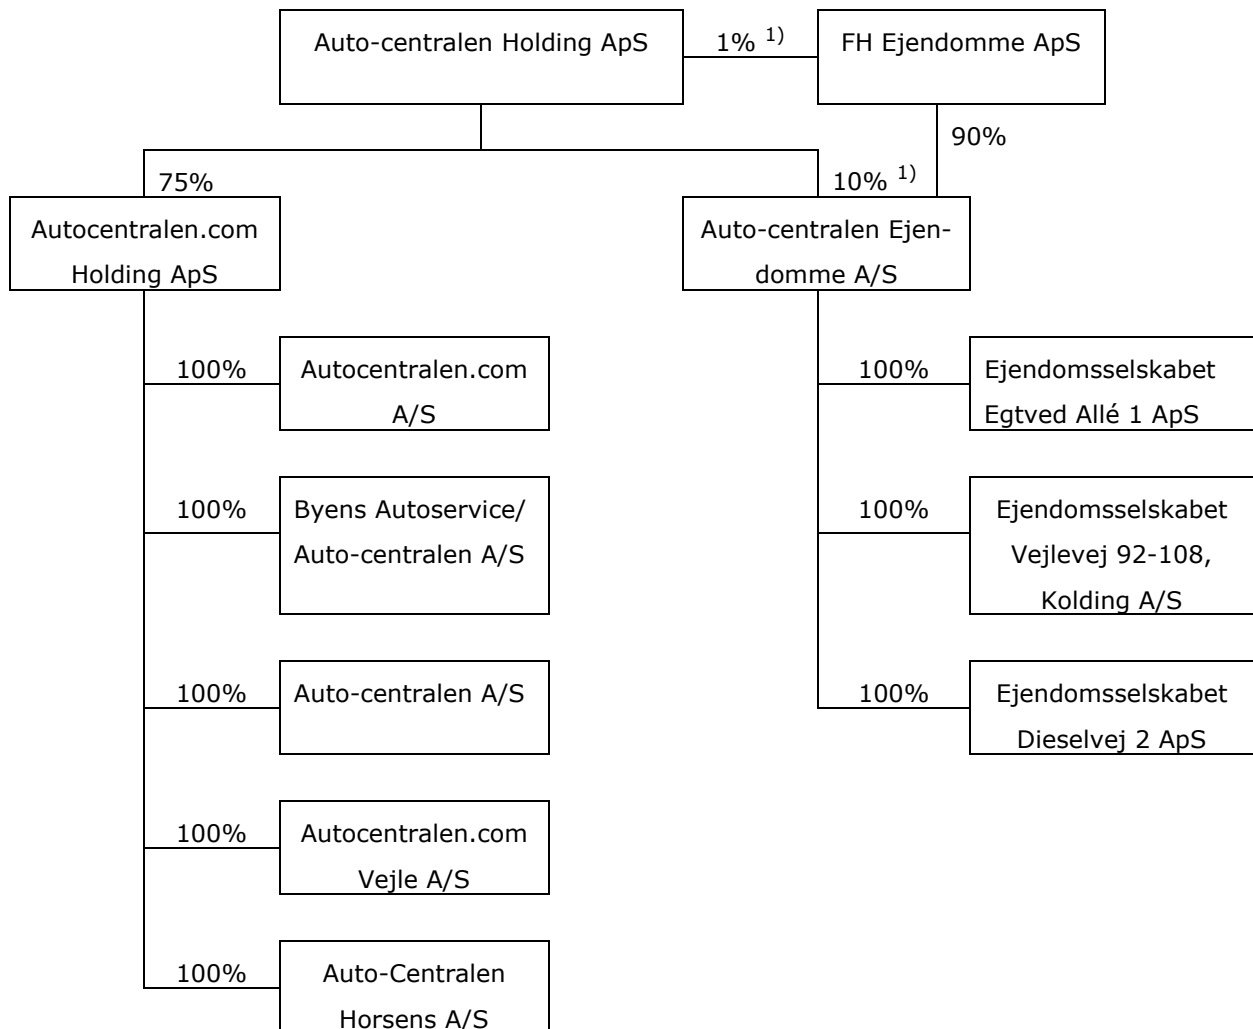 Auto-centralen Holding ApS
1% 1)
FH Ejendomme ApS
90%
75%
10% 1)
Autocentralen.com
Holding ApS
Auto-centralen Ejen-
domme A/S
100%
Autocentralen.com
A/S
100%
Ejendomsselskabet
Egtved Allé 1 ApS
100%
Byens Autoservice/
Auto-centralen A/S
100%
Ejendomsselskabet
Vejlevej 92-108,
Kolding A/S
100%
Auto-centralen A/S
100%
Ejendomsselskabet
Dieselvej 2 ApS
100%
Autocentralen.com
Vejle A/S
100%
Auto-Centralen
Horsens A/S